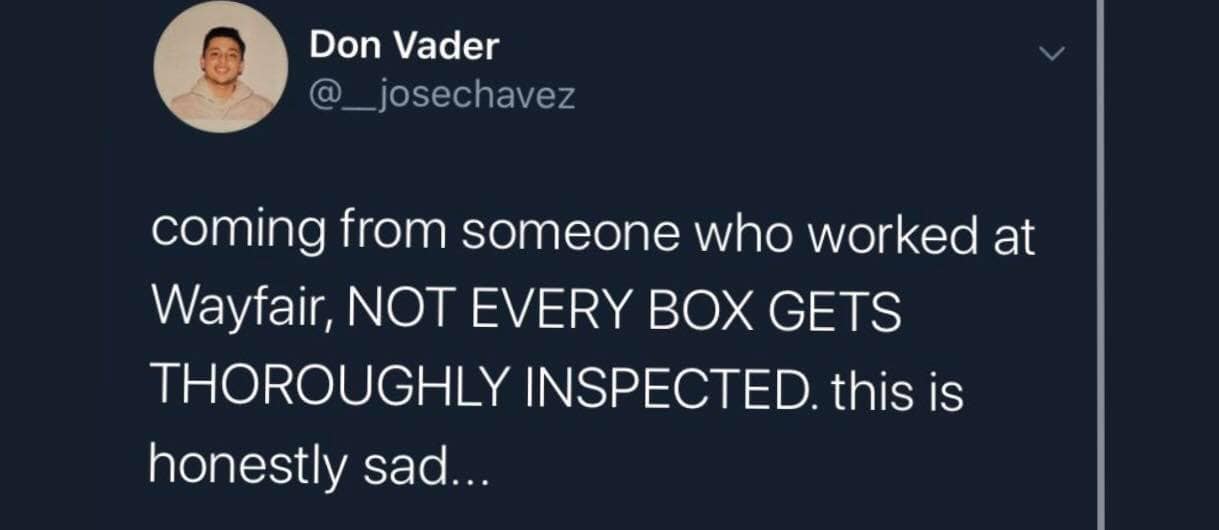 Don Vader
@__josechavez
coming from someone who worked at
Wayfair, NOT EVERY BOX GETS
THOROUGHLY INSPECTED. this is
honestly sad...